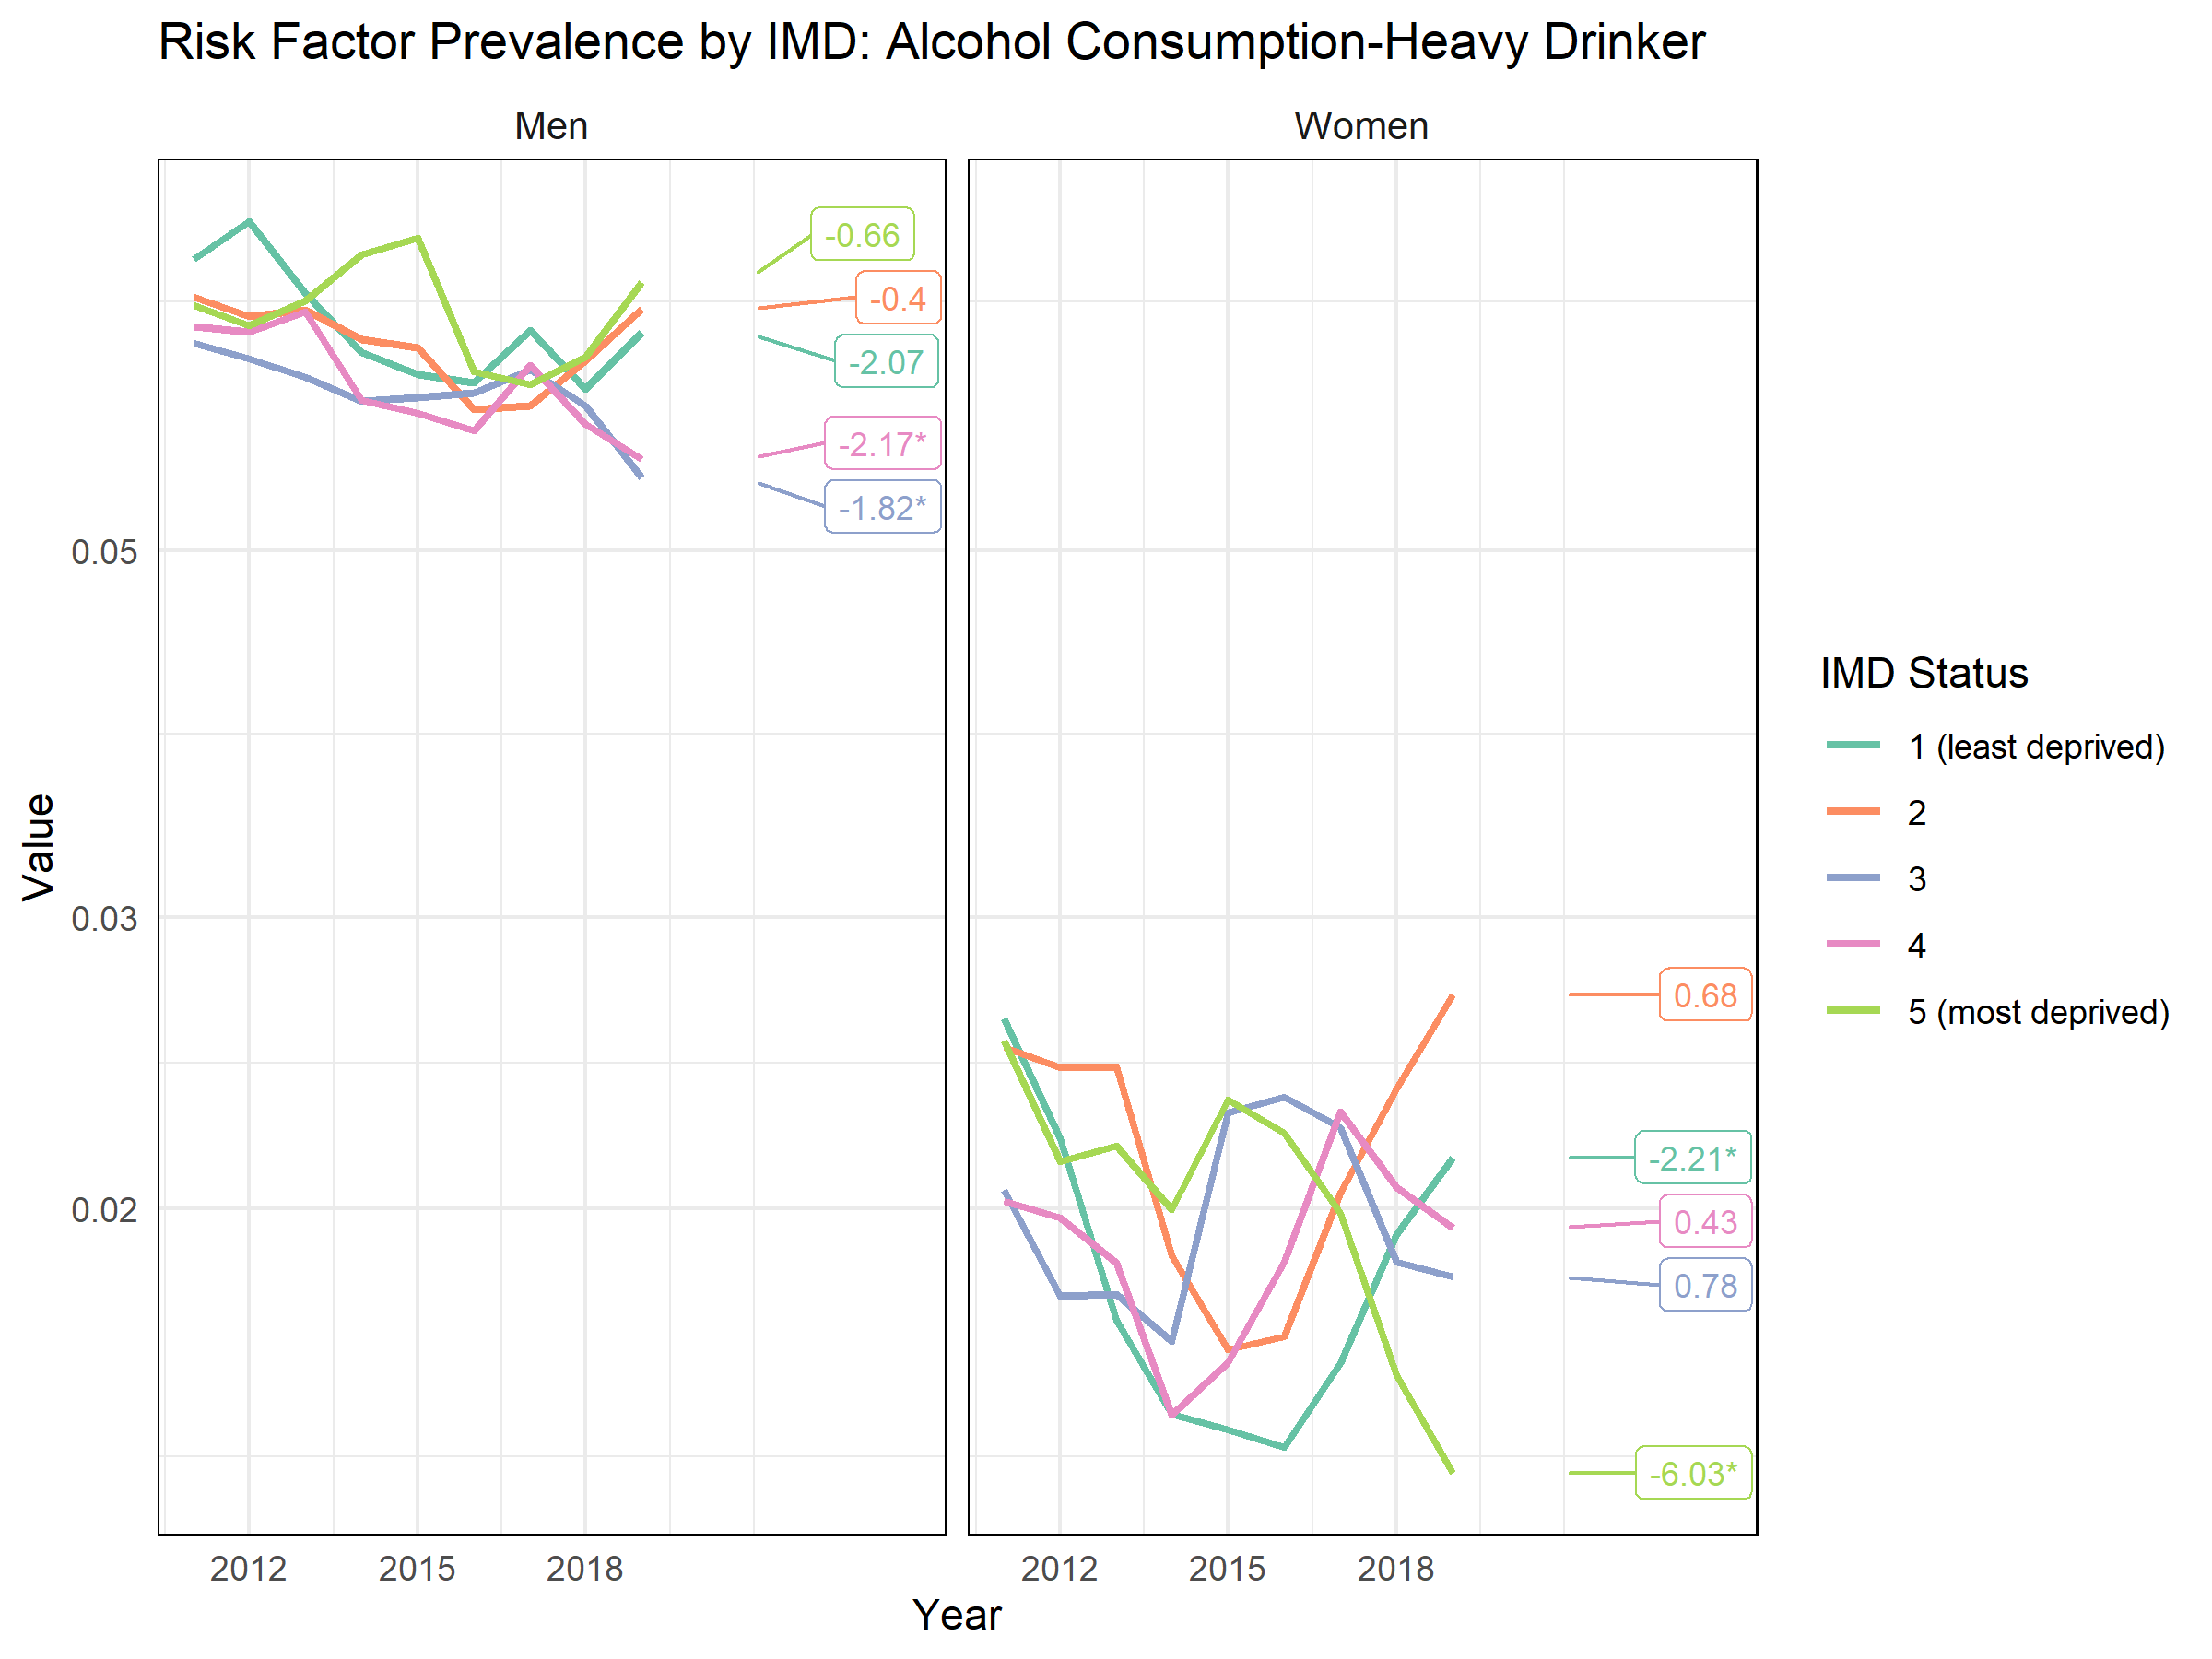 Risk Factor Prevalence by IMD: Alcohol Consumption-Heavy Drinker
Men
Women
-0.66
-0.4
-2.07
-2.17*
-1.82*
0.05
0.03
0.02
Value
0.68
-2.21*
0.43
0.78
-6.03*
2012
2015
2018
2012
2015
2018
Year
IMD Status
1 (least deprived)
2
3
4
5 (most deprived)